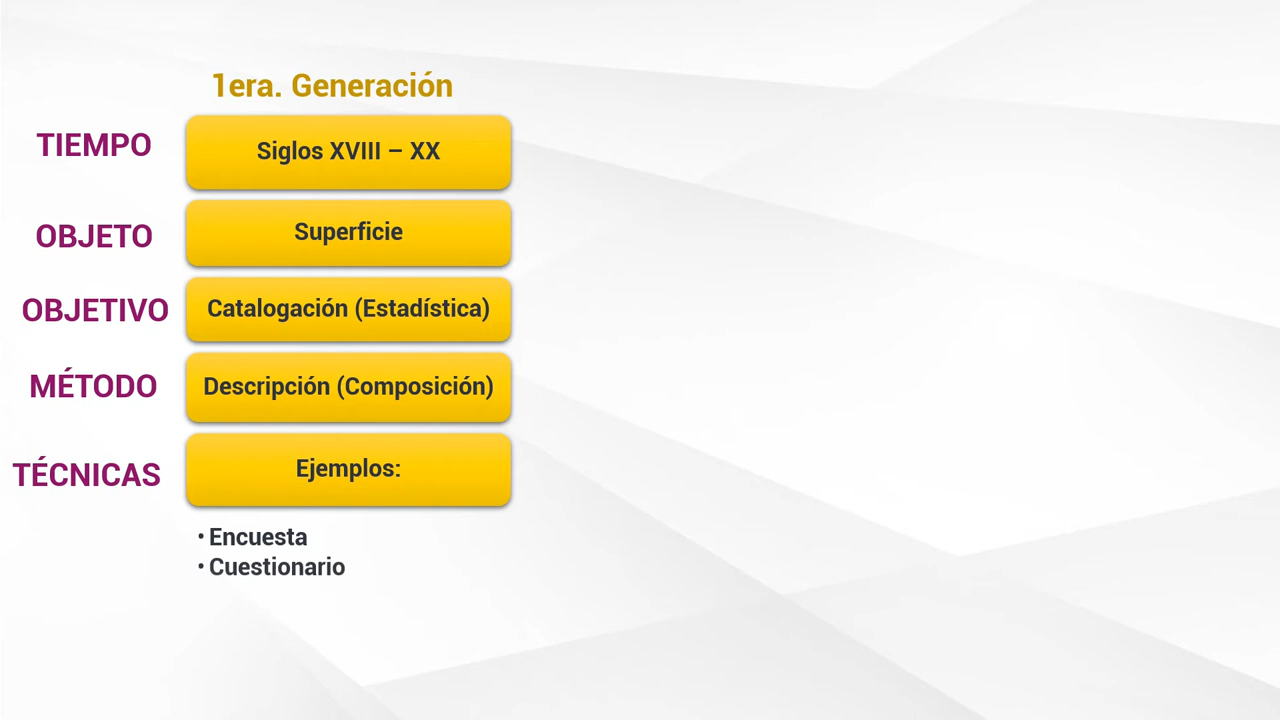 1era. Generación
TIEMPO
Siglos XVIII – XX
OBJETO
Superficie
OBJETIVO
Catalogación (Estadística)
MÉTODO
Descripción (Composición)
TÉCNICAS
Ejemplos:
• Encuesta
• Cuestionario